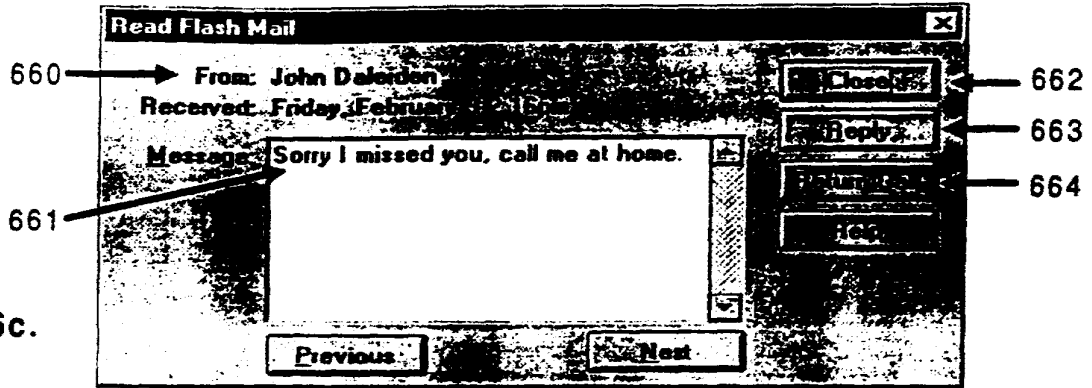 Read Flash Mail
660 From: John Daleiden 662
Received: Friday, February
Close
Reply... 663
Message: Sorry I missed you, call me at home.
664
661 Help
6c.
Previous Next